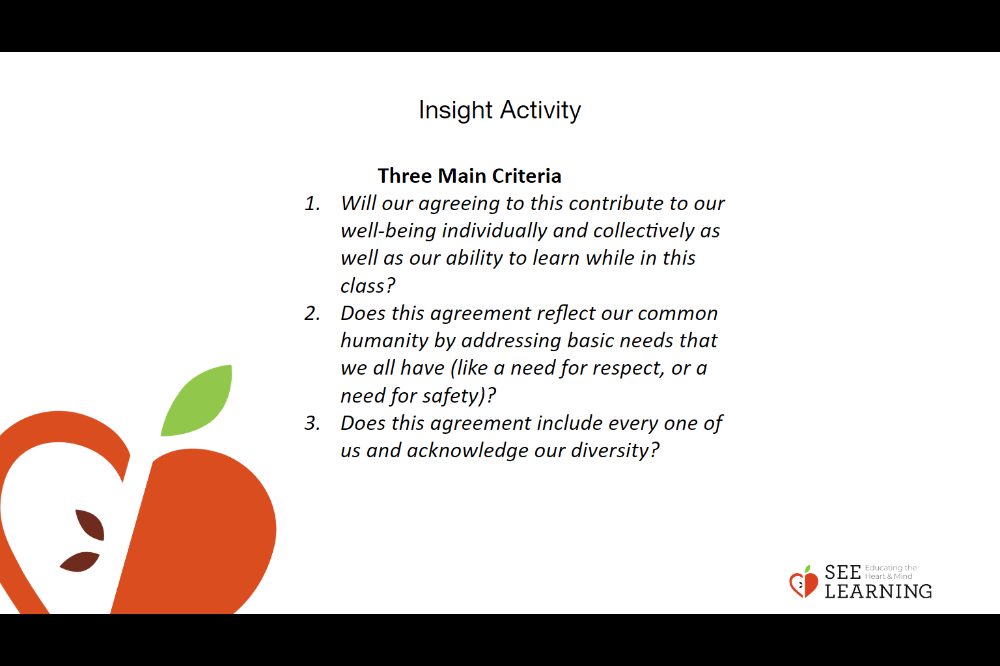 Insight Activity
Three Main Criteria
1. Will our agreeing to this contribute to our
well-being individually and collectively as
well as our ability to learn while in this
class?
2. Does this agreement reflect our common
humanity by addressing basic needs that
we all have (like a need for respect, or a
need for safety)?
3. Does this agreement include every one of
us and acknowledge our diversity?
SEE Educating the
Heart & Mind
LEARNING